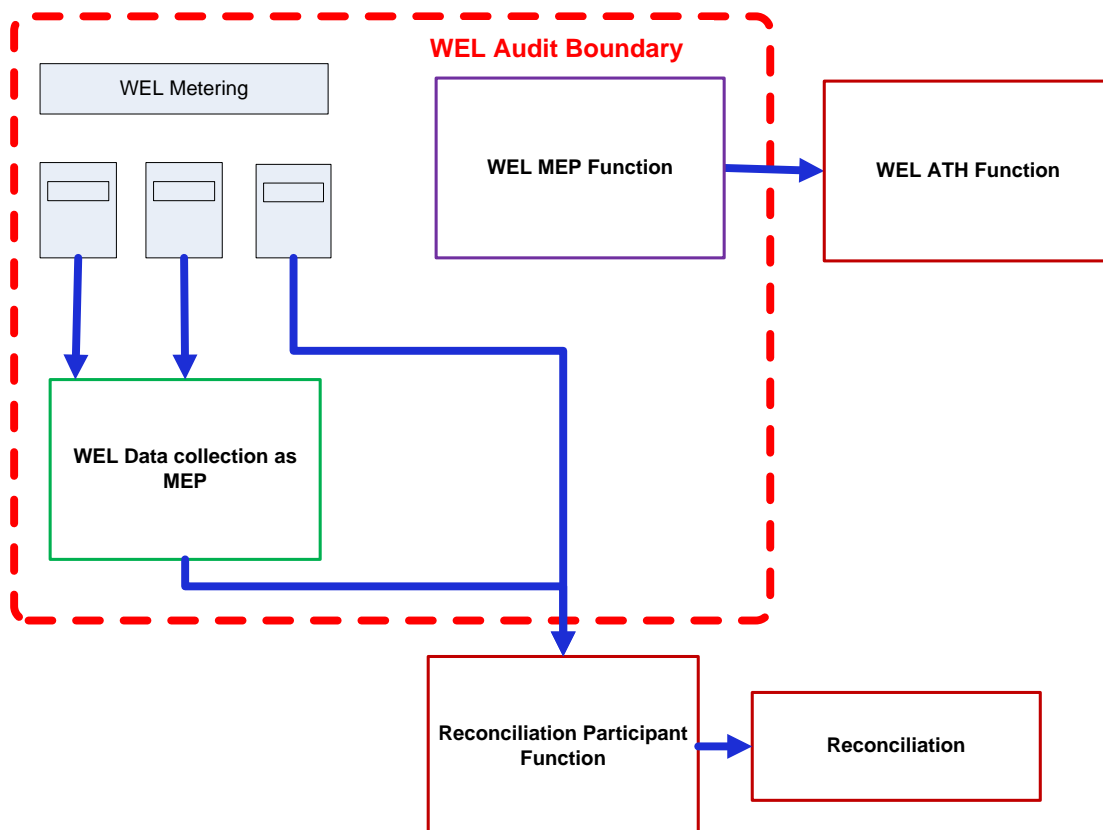 WEL Audit Boundary
WEL Metering
WEL MEP Function
WEL ATH Function
WEL Data collection as
MEP
Reconciliation Participant
Function
Reconciliation